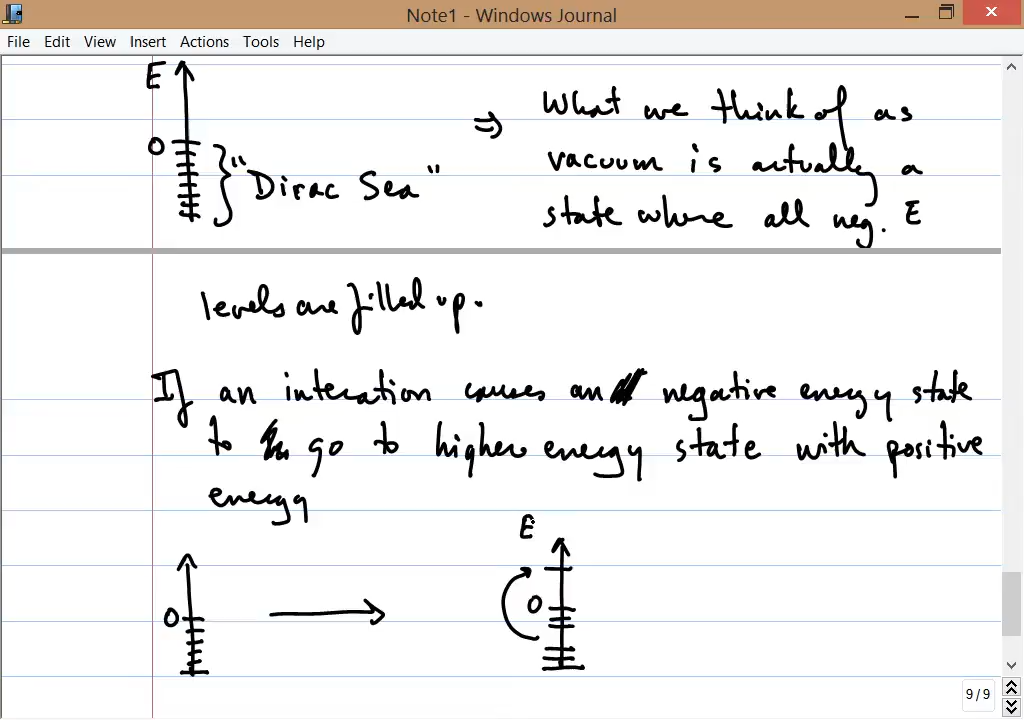 Note1 - Windows Journal
File Edit View Insert Actions Tools Help
E
0
"Dirac Sea"
⇒ What we think of as
vacuum is actually a
state where all neg. E
levels are filled up.
If an interation causes an negative energy state
to go to higher energy state with positive
energy
E
0
0
9 / 9